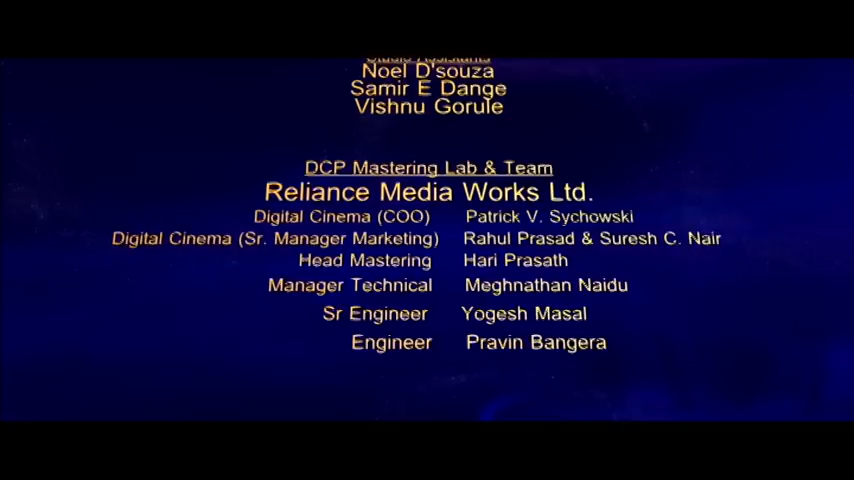 Studio Assistants
Noel D'souza
Samir E Dange
Vishnu Gorule
DCP Mastering Lab & Team
Reliance Media Works Ltd.
Digital Cinema (COO) Patrick V. Sychowski
Digital Cinema (Sr. Manager Marketing) Rahul Prasad & Suresh C. Nair
Head Mastering Hari Prasath
Manager Technical Meghnathan Naidu
Sr Engineer Yogesh Masal
Engineer Pravin Bangera